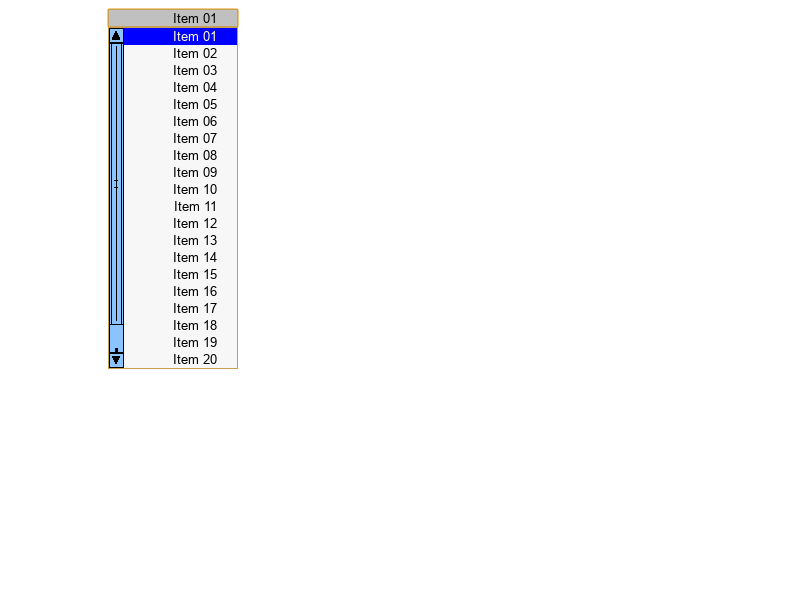 Item 01
Item 01
Item 02
Item 03
Item 04
Item 05
Item 06
Item 07
Item 08
Item 09
Item 10
Item 11
Item 12
Item 13
Item 14
Item 15
Item 16
Item 17
Item 18
Item 19
Item 20